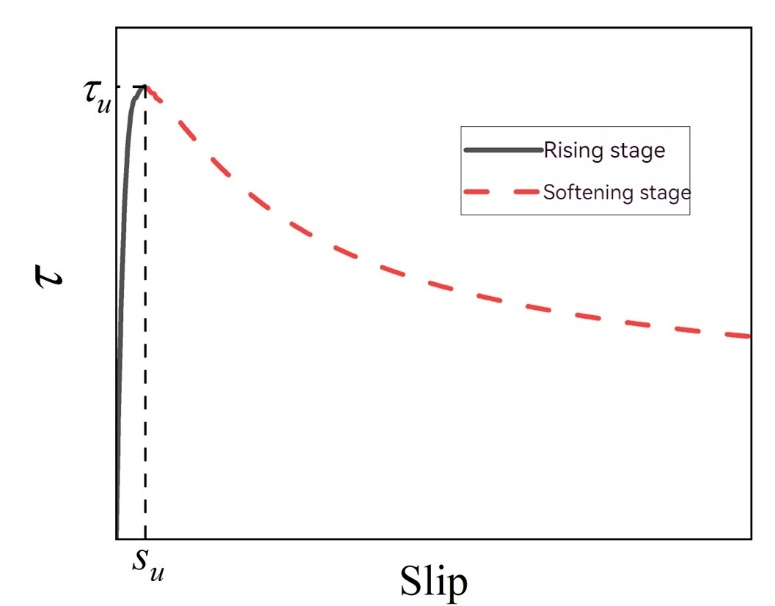 τu
Rising stage
Softening stage
τ
su
Slip